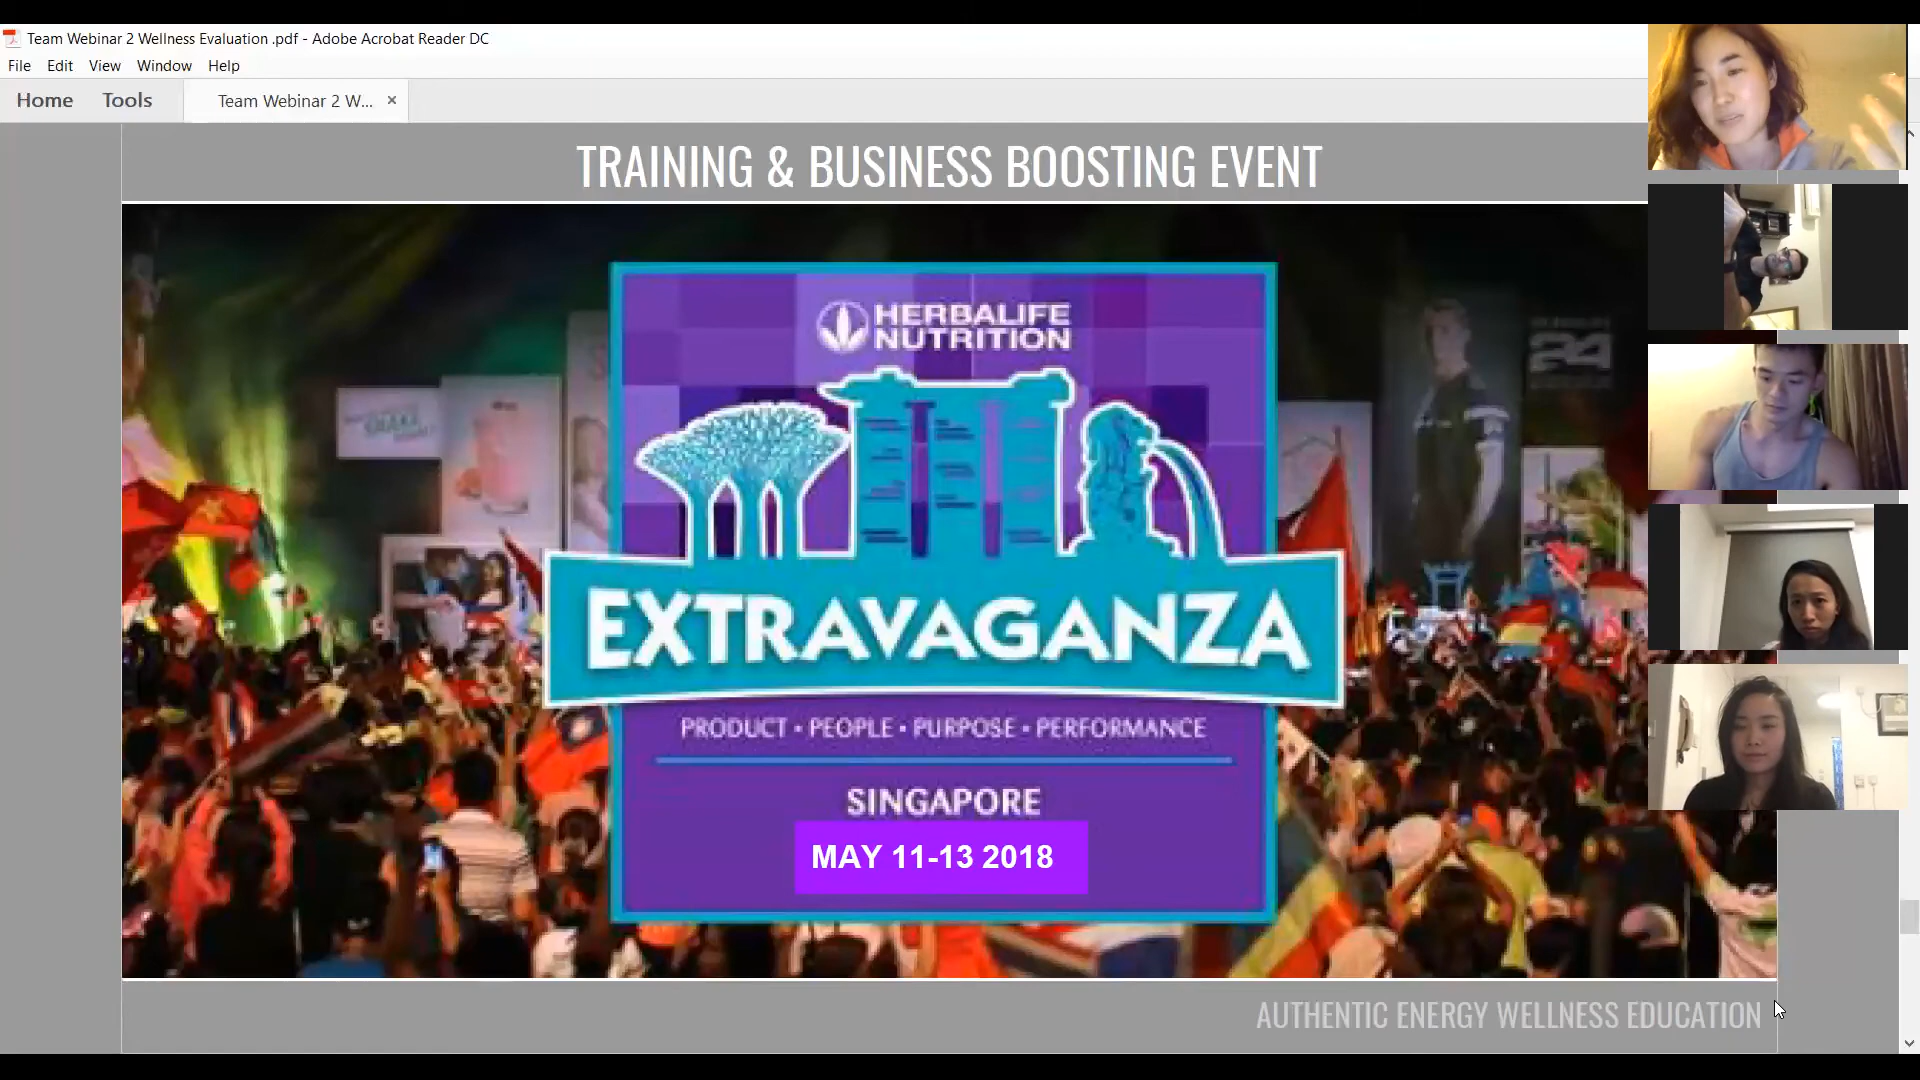 Team Webinar 2 Wellness Evaluation .pdf - Adobe Acrobat Reader DC
File Edit View Window Help
Home Tools Team Webinar 2 W... ×
TRAINING & BUSINESS BOOSTING EVENT
HERBALIFE
NUTRITION
24
SHAKE
EXTRAVAGANZA
PRODUCT • PEOPLE • PURPOSE • PERFORMANCE
SINGAPORE
MAY 11-13 2018
AUTHENTIC ENERGY WELLNESS EDUCATION